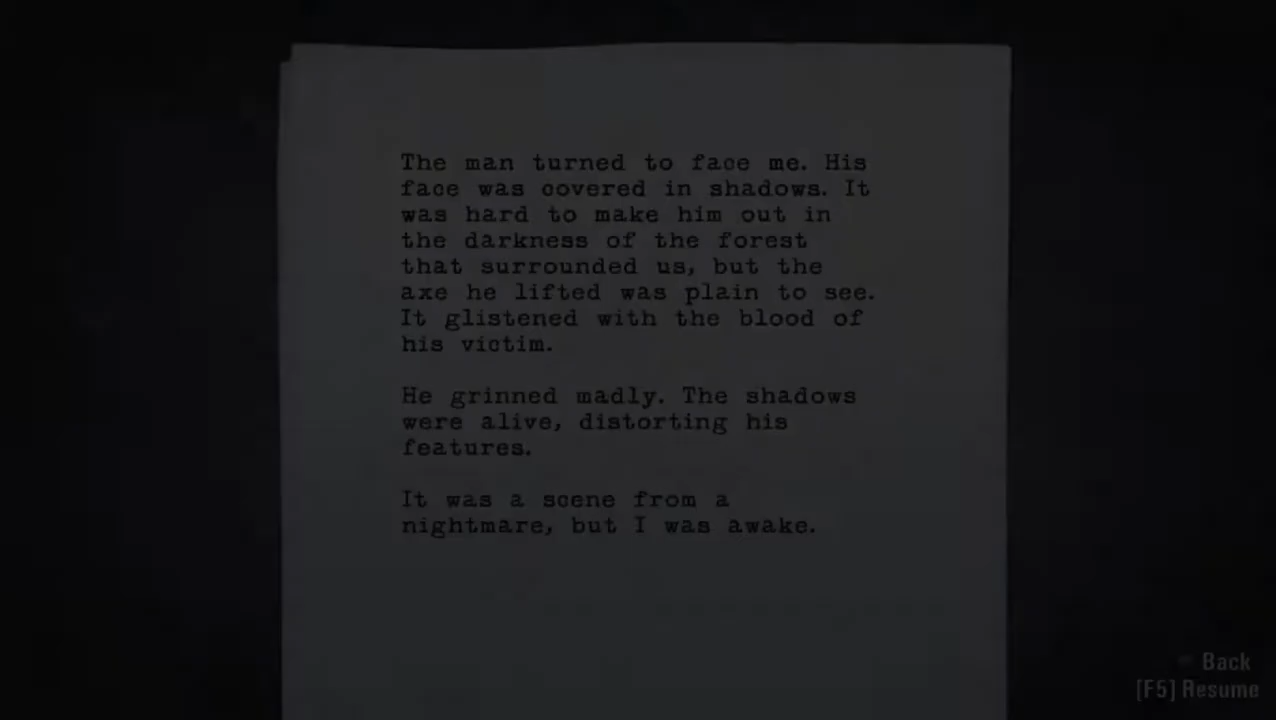 The man turned to face me. His
face was covered in shadows. It
was hard to make him out in
the darkness of the forest
that surrounded us, but the
axe he lifted was plain to see.
It glistened with the blood of
his victim.
He grinned madly. The shadows
were alive, distorting his
features.
It was a scene from a
nightmare, but I was awake.
Back
[F5] Resume